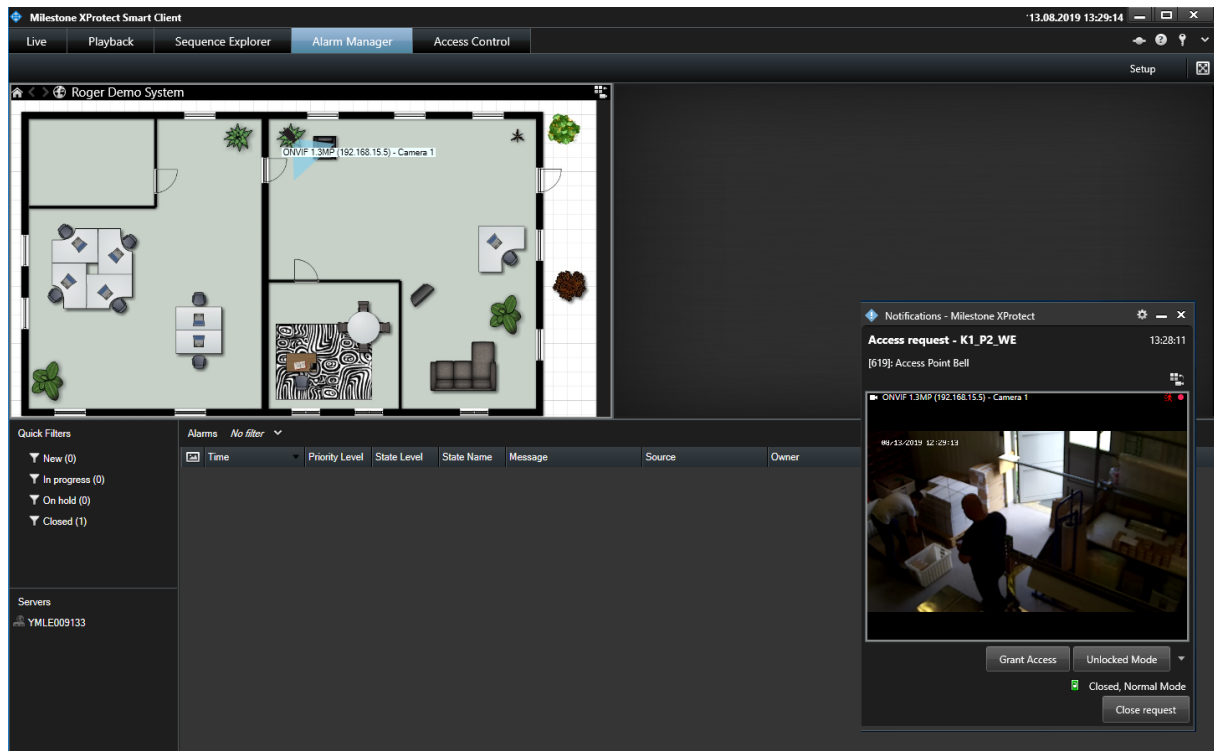 Milestone XProtect Smart Client
13.08.2019 13:29:14
Live Playback Sequence Explorer Alarm Manager Access Control
Setup
Roger Demo System
ONVIF 1.3MP (192.168.15.5) - Camera 1
Notifications - Milestone XProtect
Access request - K1_P2_WE 13:28:11
[619]: Access Point Bell
ONVIF 1.3MP (192.168.15.5) - Camera 1
08/13/2019 12:29:13
Grant Access Unlocked Mode
Closed, Normal Mode
Close request
Quick Filters
New (0)
In progress (0)
On hold (0)
Closed (1)
Servers
YMLE009133
Alarms No filter
Time Priority Level State Level State Name Message Source Owner